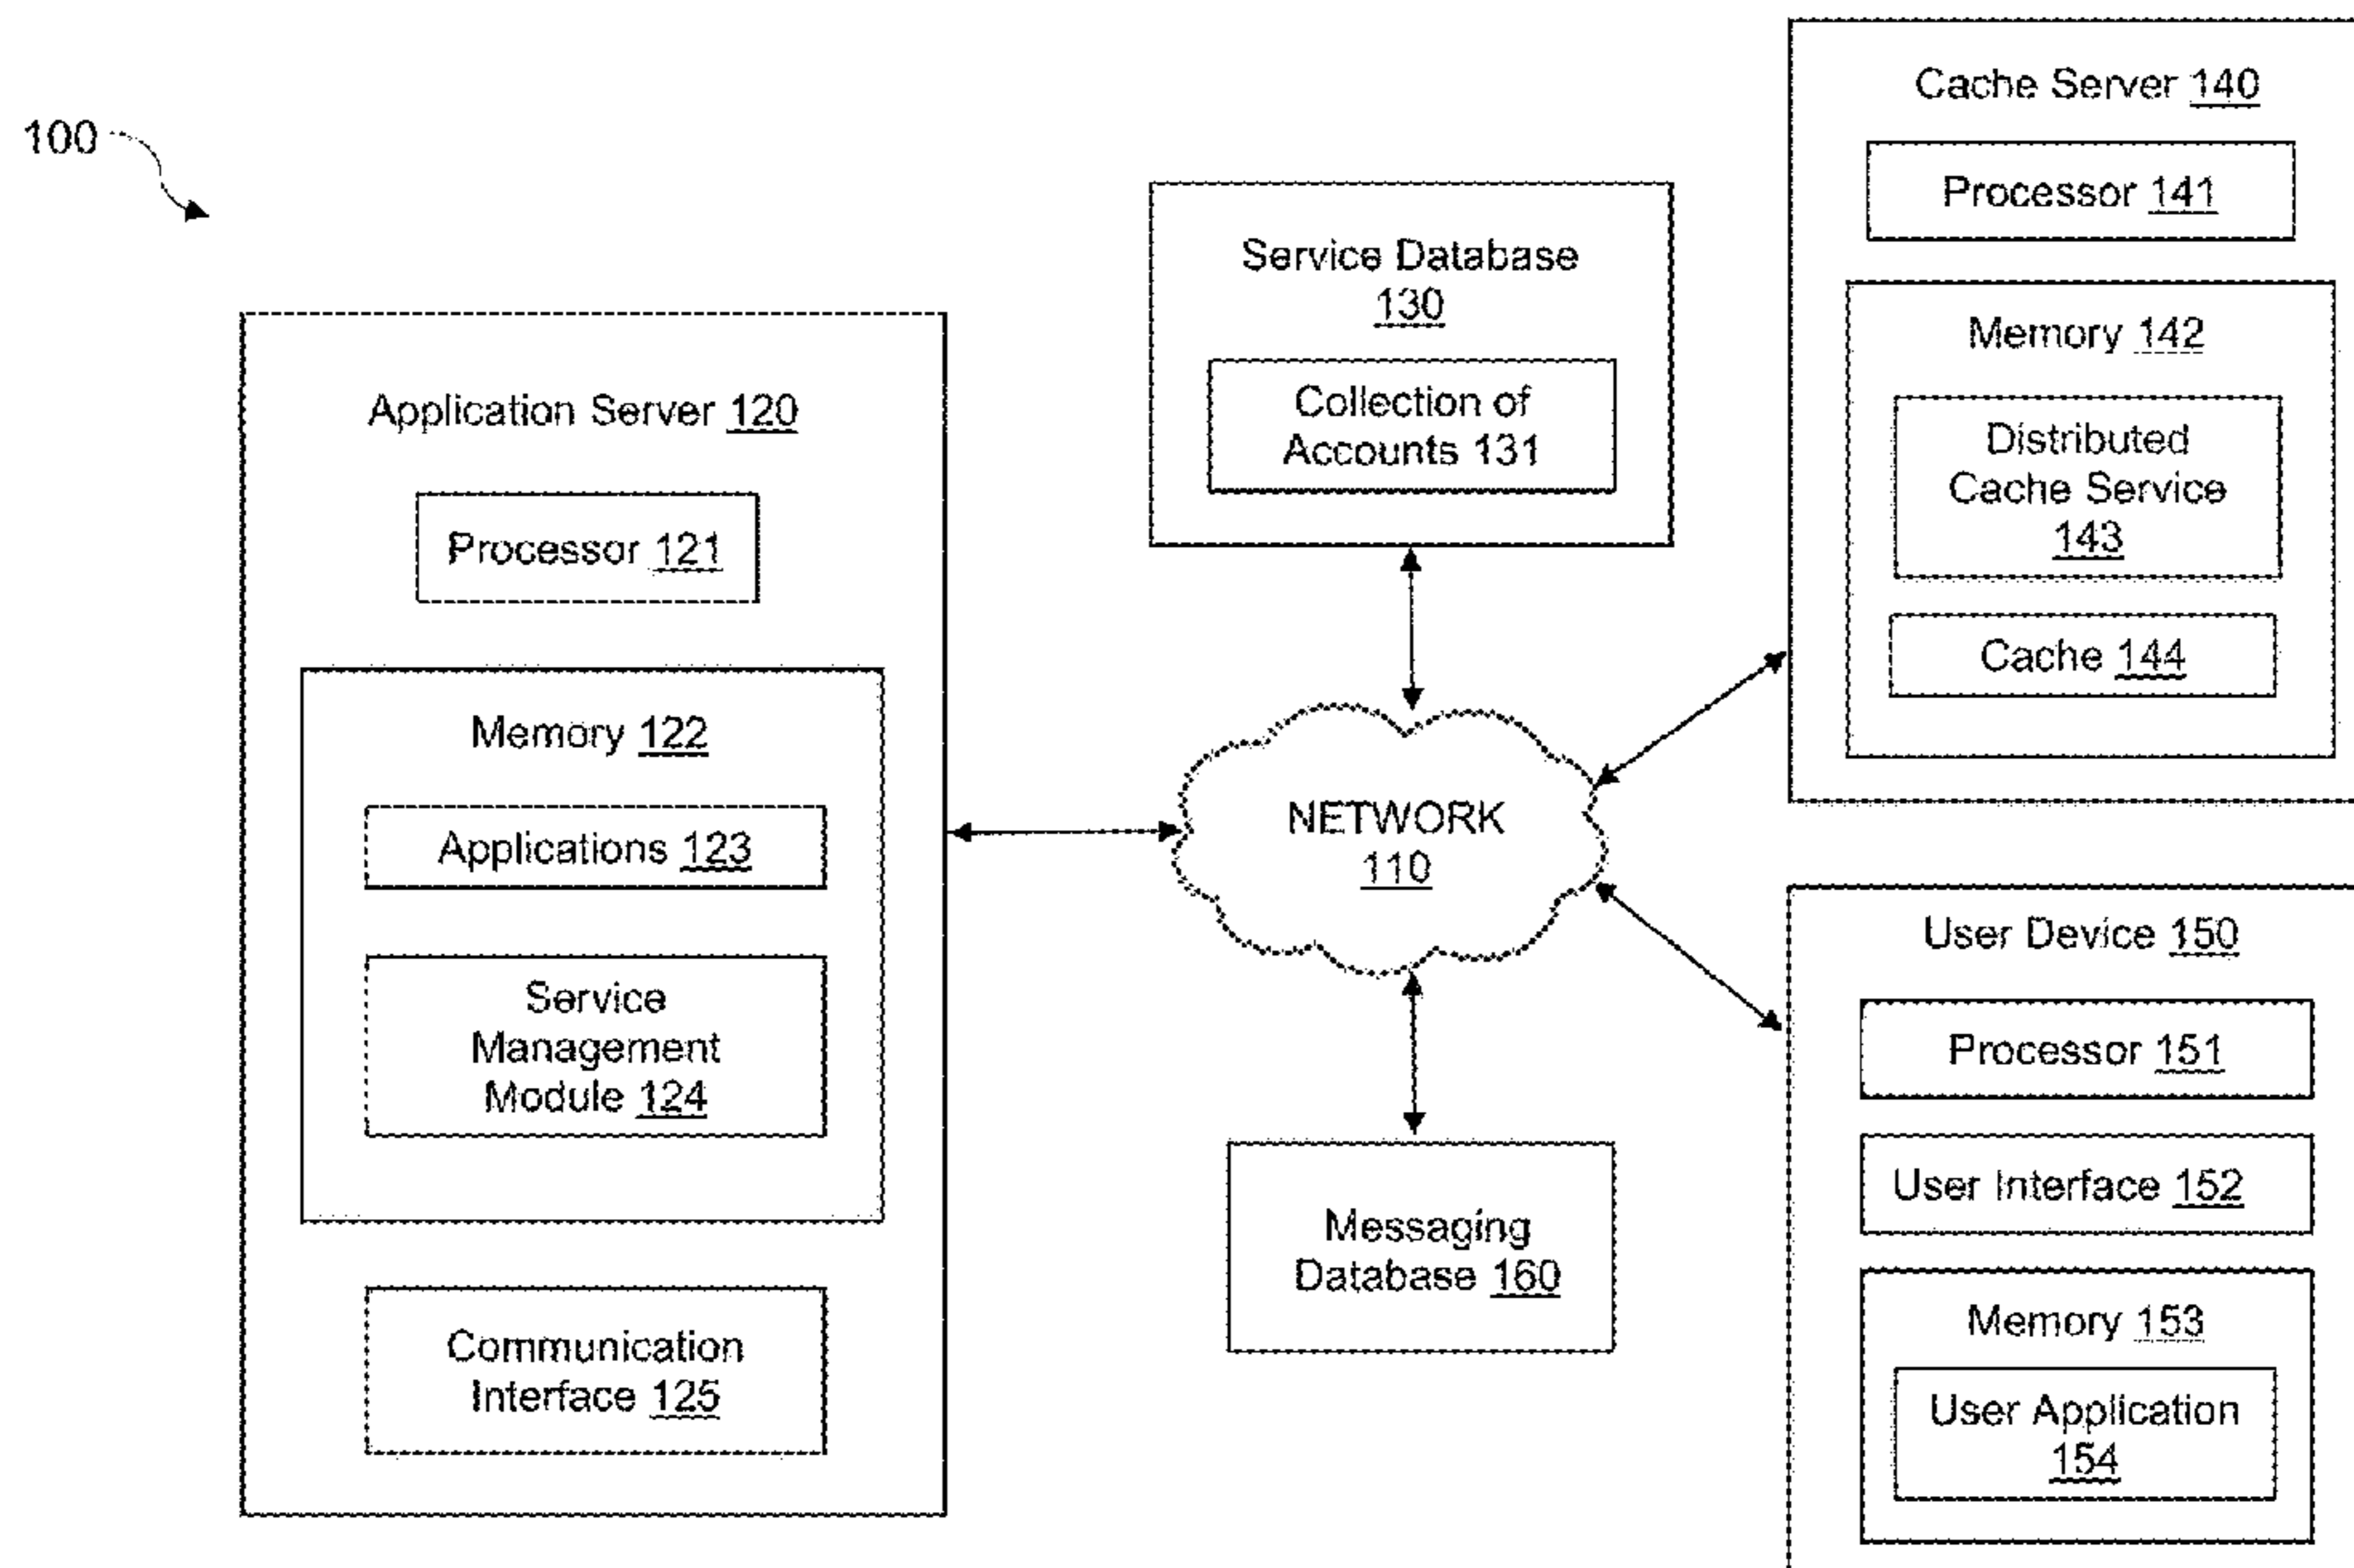 100
Application Server 120
Processor 121
Memory 122
Applications 123
Service
Management
Module 124
Communication
Interface 125
Service Database
130
Collection of
Accounts 131
NETWORK
110
Messaging
Database 160
Cache Server 140
Processor 141
Memory 142
Distributed
Cache Service
143
Cache 144
User Device 150
Processor 151
User Interface 152
Memory 153
User Application
154